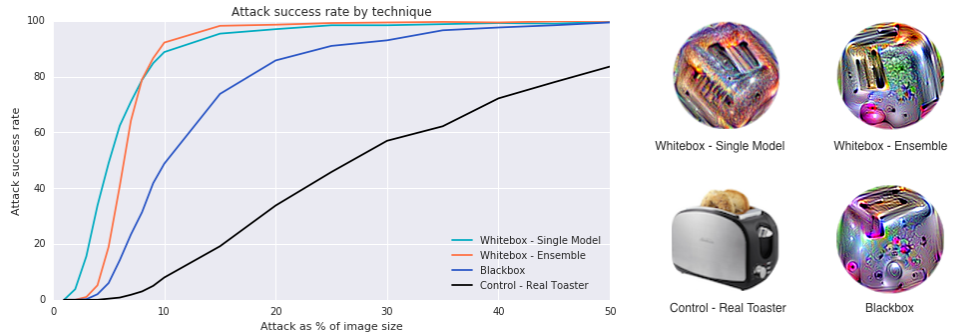 Attack success rate by technique
100
80
60
40
20
0
Attack success rate
0 10 20 30 40 50
Attack as % of image size
Whitebox - Single Model
Whitebox - Ensemble
Blackbox
Control - Real Toaster
Whitebox - Single Model
Whitebox - Ensemble
Control - Real Toaster
Blackbox